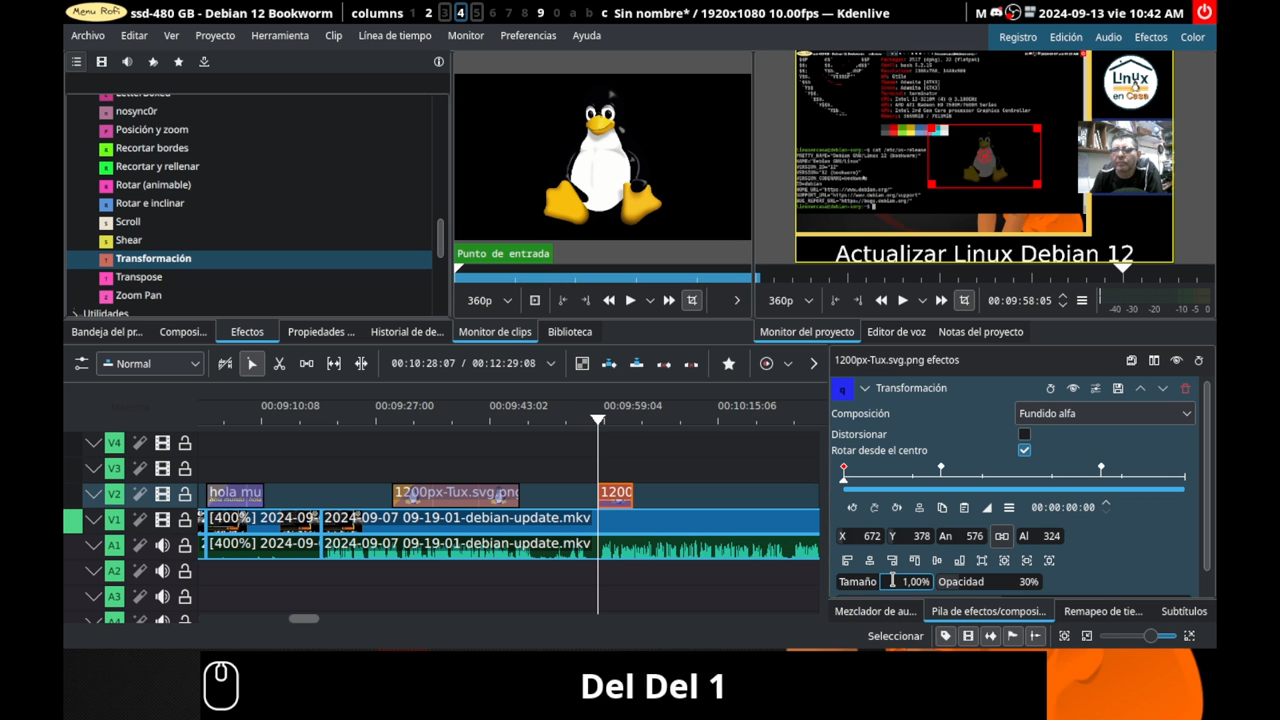 Menu Rofi ssd-480 GB - Debian 12 Bookworm columns 1 2 3 4 5 6 7 8 9 0 a b c Sin nombre* / 1920x1080 10.00fps — Kdenlive M 2024-09-13 vie 10:42 AM
Archivo Editar Ver Proyecto Herramienta Clip Línea de tiempo Monitor Preferencias Ayuda Registro Edición Audio Efectos Color
nosync0r
Posición y zoom
Recortar bordes
Recortar y rellenar
Rotar (animable)
Rotar e inclinar
Scroll
Shear
Transformación
Transpose
Zoom Pan
Utilidades
Punto de entrada
Linux
en Casa
Actualizar Linux Debian 12
360p
360p 00:09:58:05
-40 -30 -20 -10 -5 0
Bandeja del pr... Composi... Efectos Propiedades ... Historial de de... Monitor de clips Biblioteca Monitor del proyecto Editor de voz Notas del proyecto
Normal 00:10:28:07 / 00:12:29:08
1200px-Tux.svg.png efectos
Transformación
Composición Fundido alfa
Distorsionar
Rotar desde el centro
00:00:00:00
X 672 Y 378 An 576 Al 324
Tamaño 1,00% Opacidad 30%
Mezclador de au... Pila de efectos/composi... Remapeo de tie... Subtítulos
00:09:10:08 00:09:27:00 00:09:43:02 00:09:59:04 00:10:15:06
V4
V3
V2 hola mu 1200px-Tux.svg.png 1200
V1 [400%] 2024-09- 2024-09-07 09-19-01-debian-update.mkv
A1 [400%] 2024-09- 2024-09-07 09-19-01-debian-update.mkv
A2
A3
Seleccionar
Del Del 1